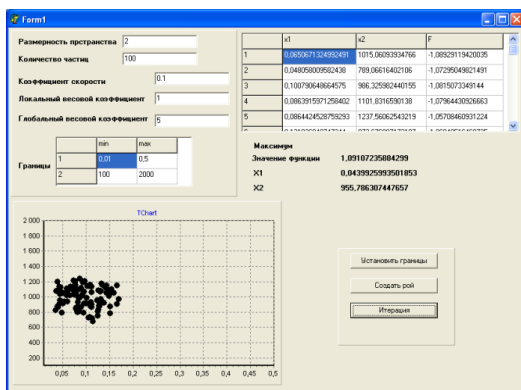 Form1
Размерность прстранства 2
Количество частиц 100
Коэффициент скорости 0.1
Локальный весовой коэффициент 1
Глобальный весовой коэффициент 5
Границы
min max
1 0,01 0,5
2 100 2000
x1 x2 F
1 0,0650671324992491 1015,06093934766 -1,08929119420035
2 0,048058009582438 789,06616402106 -1,07295049821491
3 0,100790648664575 986,325982440155 -1,0815073349144
4 0,0863915971258402 1101,8316590138 -1,07964430926663
5 0,0864424528759293 1237,56062543219 -1,05708460931224
Максимум
Значение функции 1,09107235884299
X1 0,0439925993501853
X2 955,786307447657
TChart
2 000
1 800
1 600
1 400
1 200
1 000
800
600
400
200
0,05 0,1 0,15 0,2 0,25 0,3 0,35 0,4 0,45 0,5
Установить границы
Создать рой
Итерация